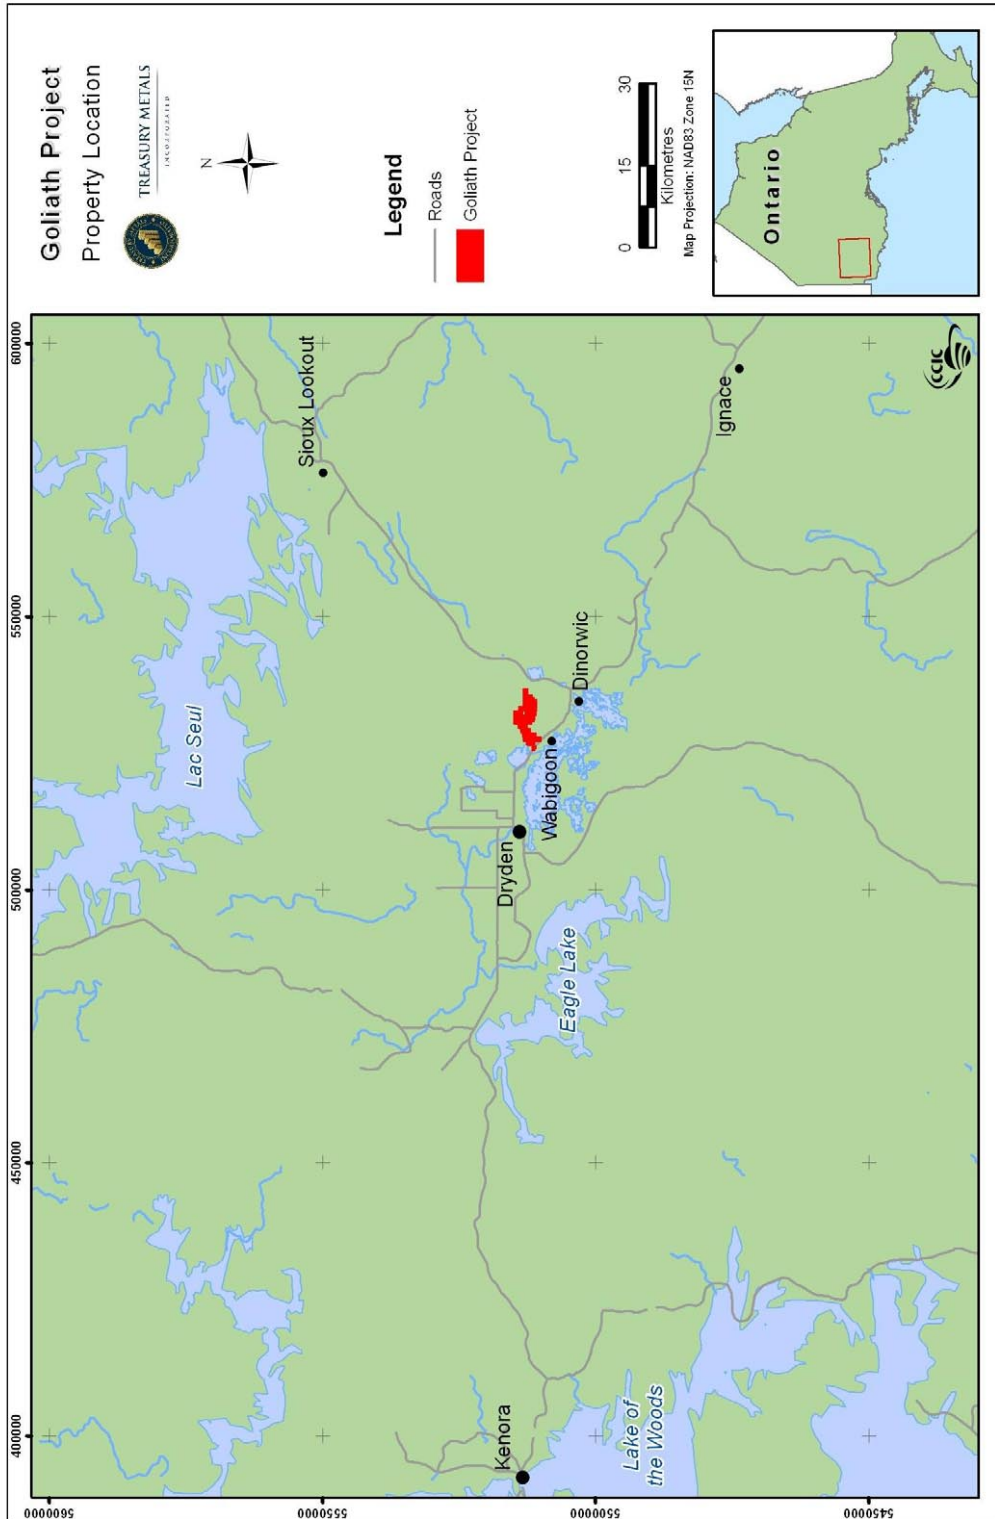 Goliath Project
Property Location
TREASURY METALS
INCORPORATED
N
Legend
Roads
Goliath Project
0 15 30
Kilometres
Map Projection: NAD83 Zone 15N
Ontario
400000 450000 500000 550000 600000
5600000
5550000
5500000
5450000
Lac Seul
Sioux Lookout
Kenora
Dryden
Wabigoon
Dinorwic
Eagle Lake
Lake of
the Woods
Ignace
CCIC